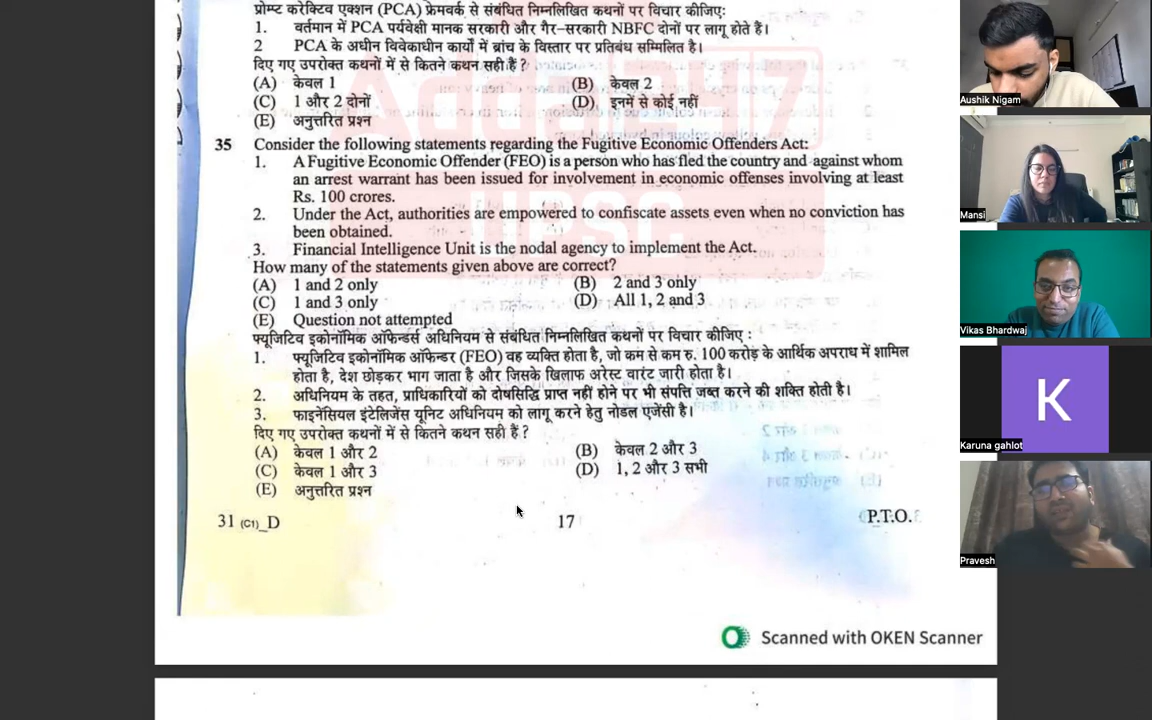 प्रोम्प्ट करेक्टिव एक्शन (PCA) फ्रेमवर्क से संबंधित निम्नलिखित कथनों पर विचार कीजिए:
1. वर्तमान में PCA पर्यवेक्षी मानक सरकारी और गैर-सरकारी NBFC दोनों पर लागू होते हैं।
2 PCA के अधीन विवेकाधीन कार्यों में ब्रांच के विस्तार पर प्रतिबंध सम्मिलित है।
दिए गए उपरोक्त कथनों में से कितने कथन सही हैं ?
(A) केवल 1 (B) केवल 2
(C) 1 और 2 दोनों (D) इनमें से कोई नहीं
(E) अनुत्तरित प्रश्न
35 Consider the following statements regarding the Fugitive Economic Offenders Act:
1. A Fugitive Economic Offender (FEO) is a person who has fled the country and against whom
an arrest warrant has been issued for involvement in economic offenses involving at least
Rs. 100 crores.
2. Under the Act, authorities are empowered to confiscate assets even when no conviction has
been obtained.
3. Financial Intelligence Unit is the nodal agency to implement the Act.
How many of the statements given above are correct?
(A) 1 and 2 only (B) 2 and 3 only
(C) 1 and 3 only (D) All 1, 2 and 3
(E) Question not attempted
फ्यूजिटिव इकोनॉमिक ऑफेन्डर्स अधिनियम से संबंधित निम्नलिखित कथनों पर विचार कीजिए :
1. फ्यूजिटिव इकोनॉमिक ऑफेन्डर (FEO) वह व्यक्ति होता है, जो कम से कम रु. 100 करोड़ के आर्थिक अपराध में शामिल
होता है, देश छोड़कर भाग जाता है और जिसके खिलाफ अरेस्ट वारंट जारी होता है।
2. अधिनियम के तहत, प्राधिकारियों को दोषसिद्धि प्राप्त नहीं होने पर भी संपत्ति जब्त करने की शक्ति होती है।
3. फाइनेंसियल इंटेलिजेंस यूनिट अधिनियम को लागू करने हेतु नोडल एजेंसी है।
दिए गए उपरोक्त कथनों में से कितने कथन सही हैं ?
(A) केवल 1 और 2 (B) केवल 2 और 3
(C) केवल 1 और 3 (D) 1, 2 और 3 सभी
(E) अनुत्तरित प्रश्न
31 (C1)_D 17 P.T.O.
Scanned with OKEN Scanner
Adda247
UPSC
Aushik Nigam
Mansi
Vikas Bhardwaj
K
Karuna gahlot
Pravesh